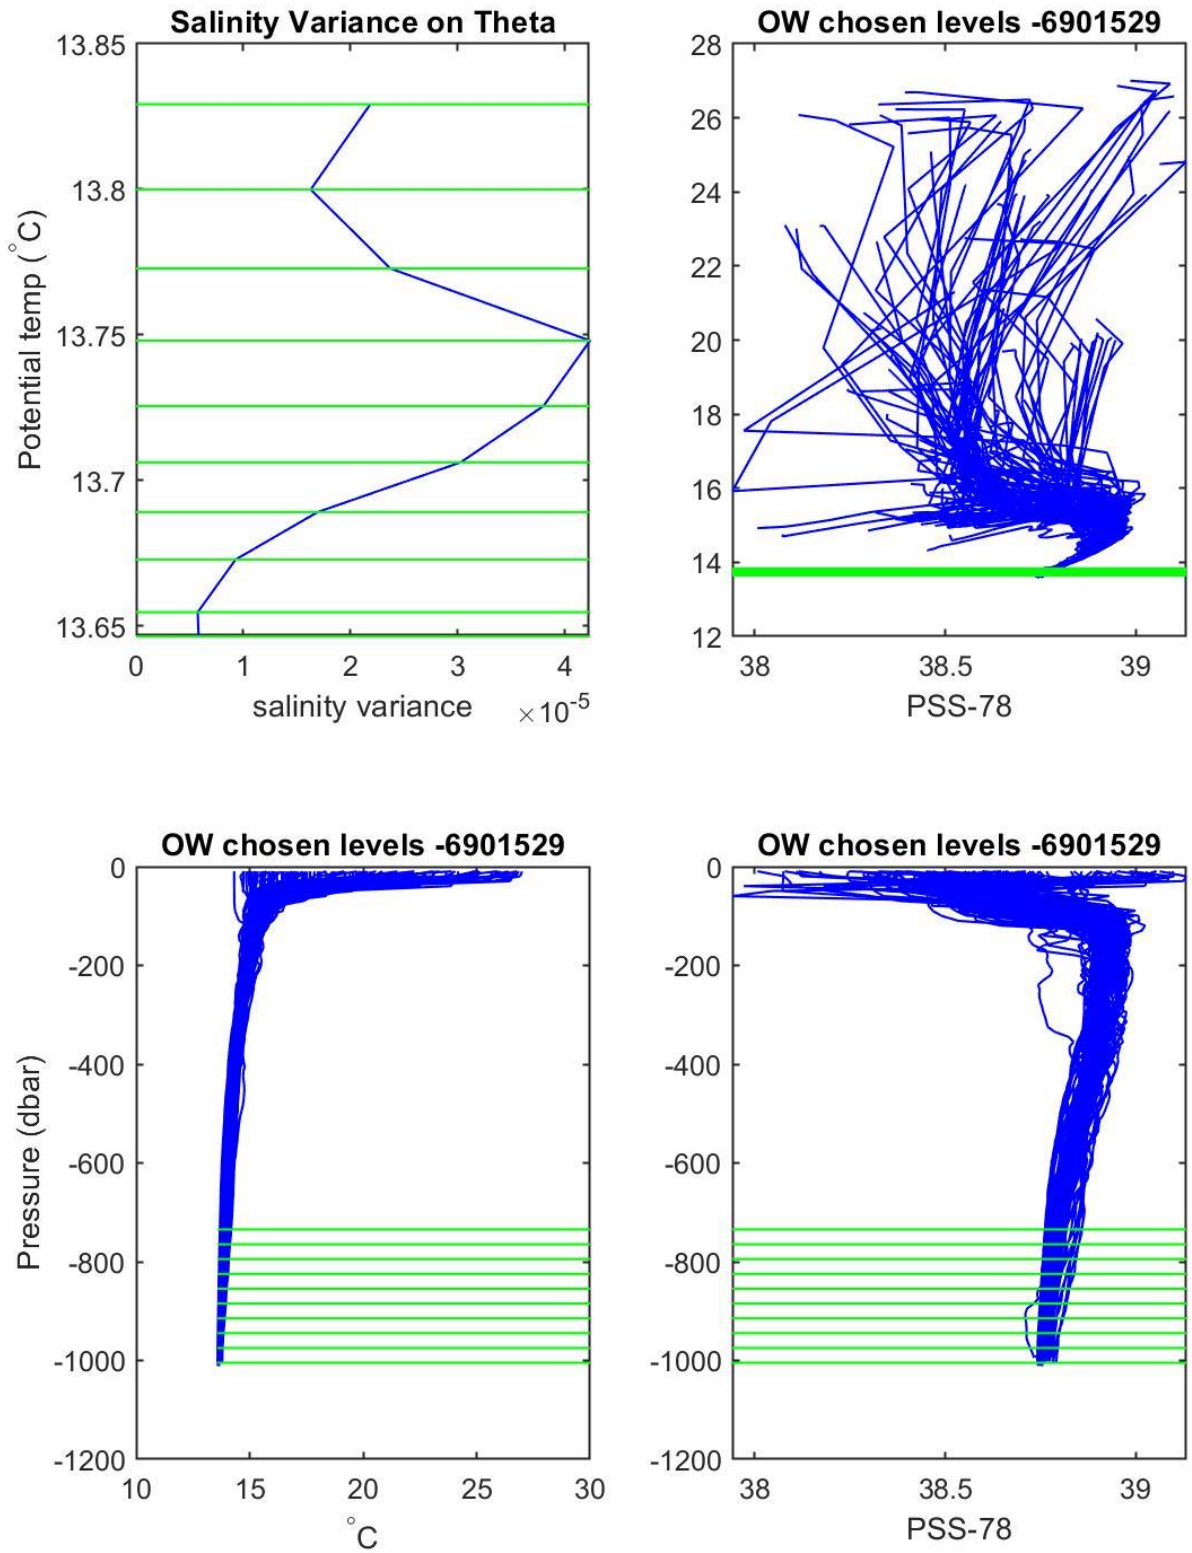 Salinity Variance on Theta
13.85
13.8
13.75
13.7
13.65
Potential temp (°C)
0 1 2 3 4
salinity variance ×10-5
OW chosen levels -6901529
28
26
24
22
20
18
16
14
12
38 38.5 39
PSS-78
OW chosen levels -6901529
0
-200
-400
-600
-800
-1000
-1200
Pressure (dbar)
10 15 20 25 30
°C
OW chosen levels -6901529
0
-200
-400
-600
-800
-1000
-1200
38 38.5 39
PSS-78